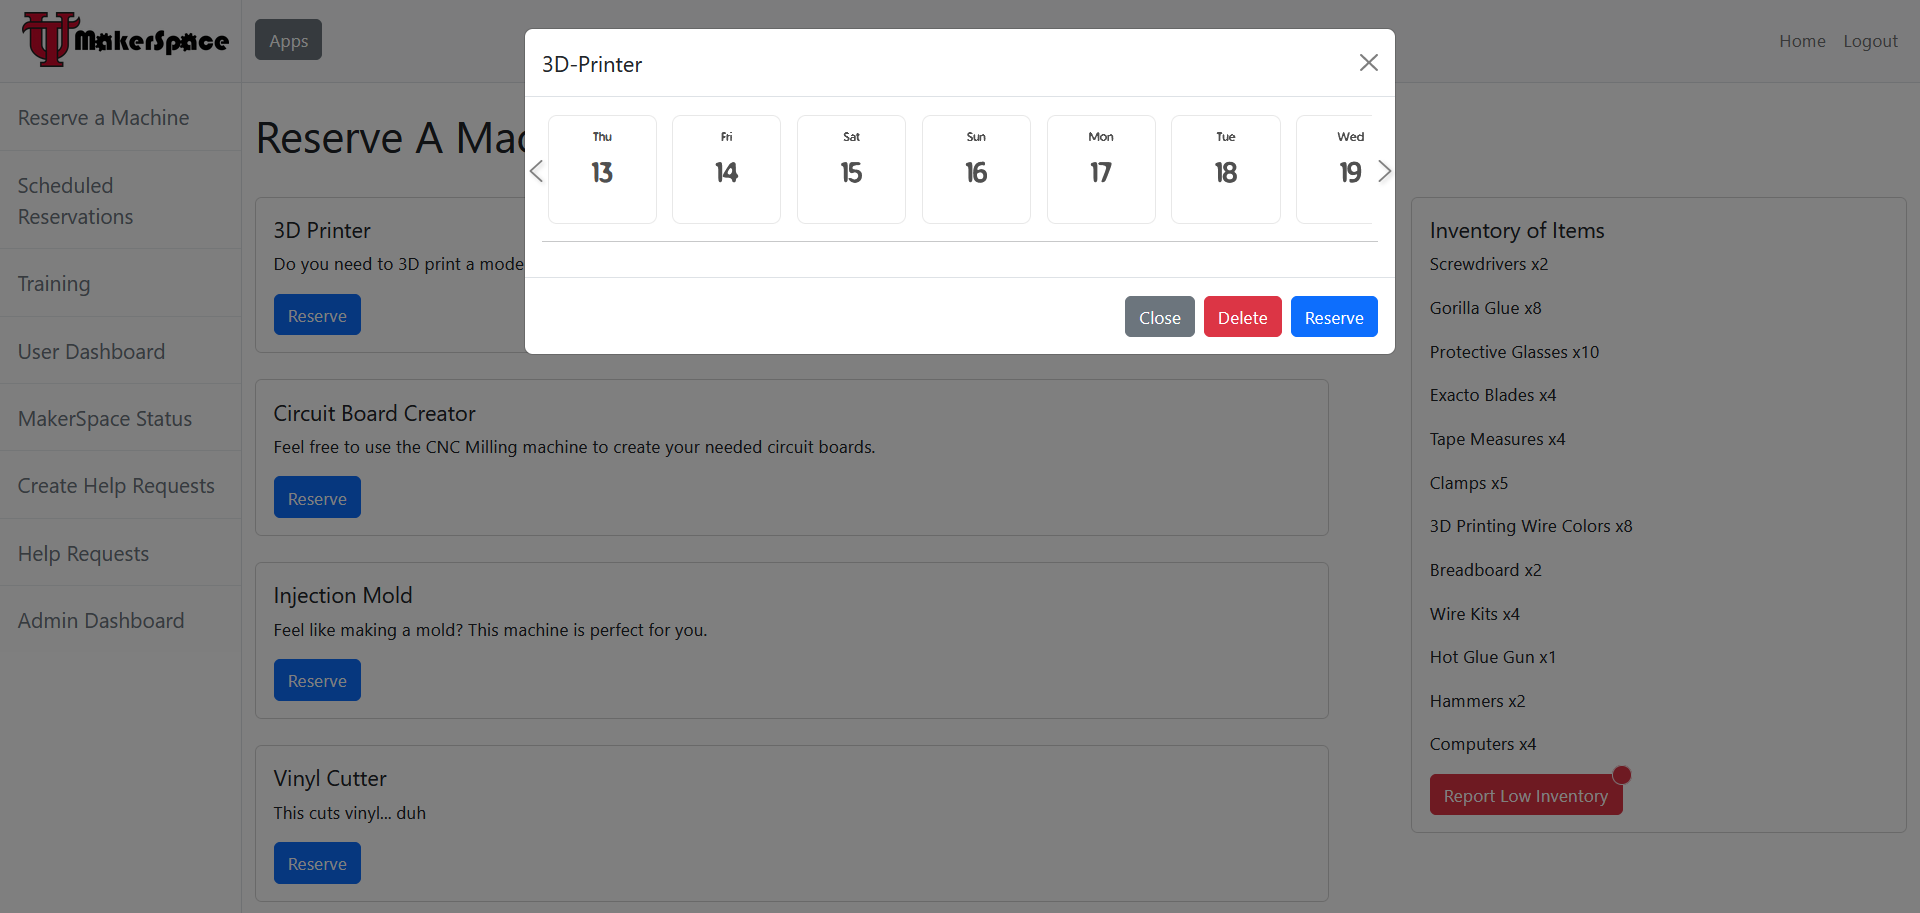 MakerSpace
Apps
Home
Logout
Reserve a Machine
Scheduled
Reservations
Training
User Dashboard
MakerSpace Status
Create Help Requests
Help Requests
Admin Dashboard
Reserve A Mac
3D-Printer
Thu
13
Fri
14
Sat
15
Sun
16
Mon
17
Tue
18
Wed
19
Close
Delete
Reserve
3D Printer
Do you need to 3D print a mode
Reserve
Circuit Board Creator
Feel free to use the CNC Milling machine to create your needed circuit boards.
Reserve
Injection Mold
Feel like making a mold? This machine is perfect for you.
Reserve
Vinyl Cutter
This cuts vinyl... duh
Reserve
Inventory of Items
Screwdrivers x2
Gorilla Glue x8
Protective Glasses x10
Exacto Blades x4
Tape Measures x4
Clamps x5
3D Printing Wire Colors x8
Breadboard x2
Wire Kits x4
Hot Glue Gun x1
Hammers x2
Computers x4
Report Low Inventory